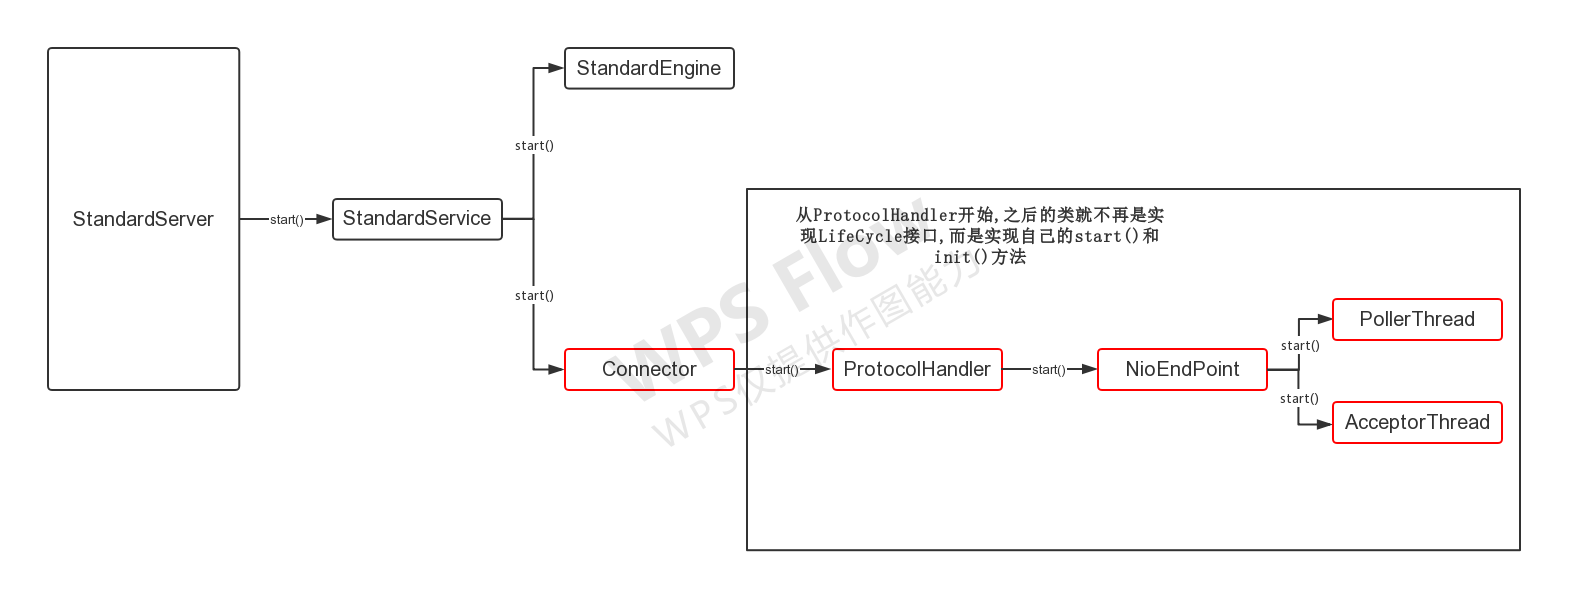 StandardEngine
start()
StandardServer
start()
StandardService
start()
Connector
从ProtocolHandler开始,之后的类就不再是实
现LifeCycle接口,而是实现自己的start()和
init()方法
start()
ProtocolHandler
start()
NioEndPoint
start()
PollerThread
start()
AcceptorThread
WPS Flow
WPS仅提供作图能力